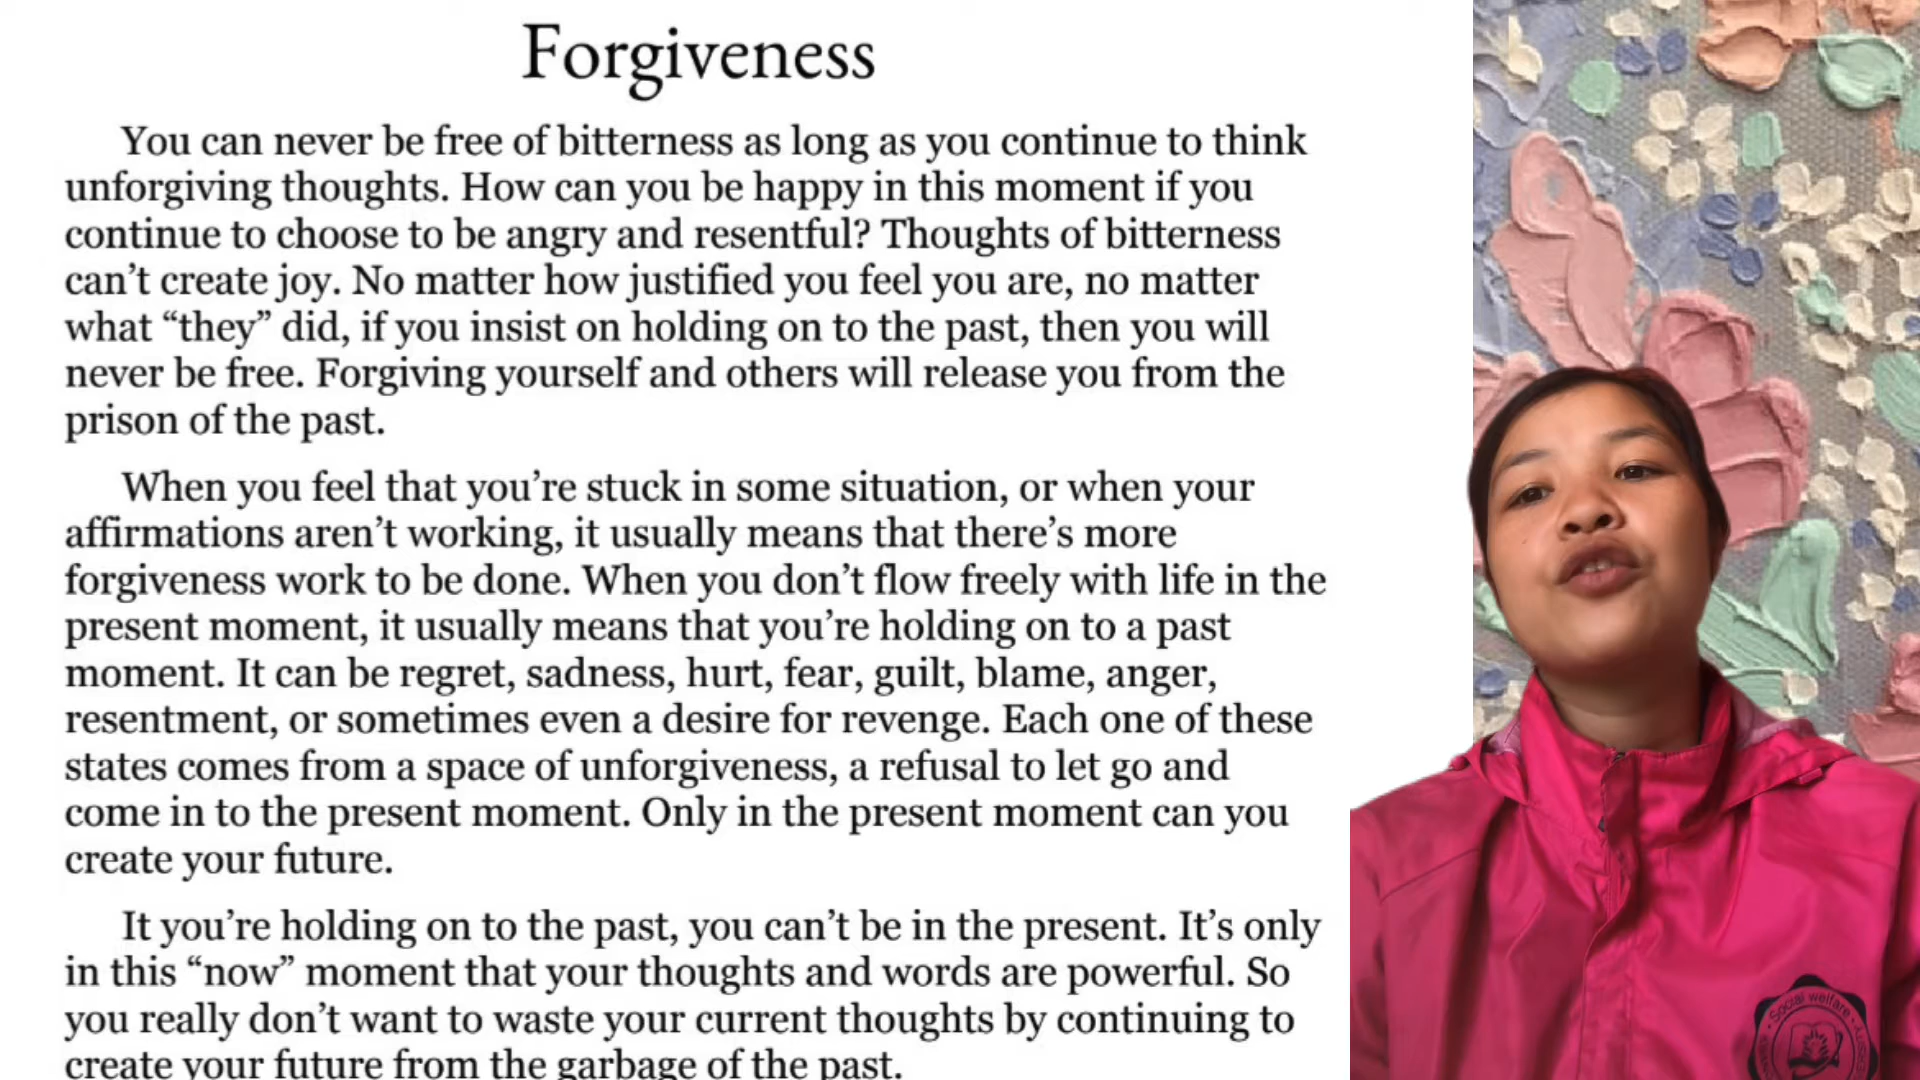 Forgiveness
You can never be free of bitterness as long as you continue to think
unforgiving thoughts. How can you be happy in this moment if you
continue to choose to be angry and resentful? Thoughts of bitterness
can’t create joy. No matter how justified you feel you are, no matter
what “they” did, if you insist on holding on to the past, then you will
never be free. Forgiving yourself and others will release you from the
prison of the past.
When you feel that you’re stuck in some situation, or when your
affirmations aren’t working, it usually means that there’s more
forgiveness work to be done. When you don’t flow freely with life in the
present moment, it usually means that you’re holding on to a past
moment. It can be regret, sadness, hurt, fear, guilt, blame, anger,
resentment, or sometimes even a desire for revenge. Each one of these
states comes from a space of unforgiveness, a refusal to let go and
come in to the present moment. Only in the present moment can you
create your future.
It you’re holding on to the past, you can’t be in the present. It’s only
in this “now” moment that your thoughts and words are powerful. So
you really don’t want to waste your current thoughts by continuing to
create your future from the garbage of the past.
Social welfare